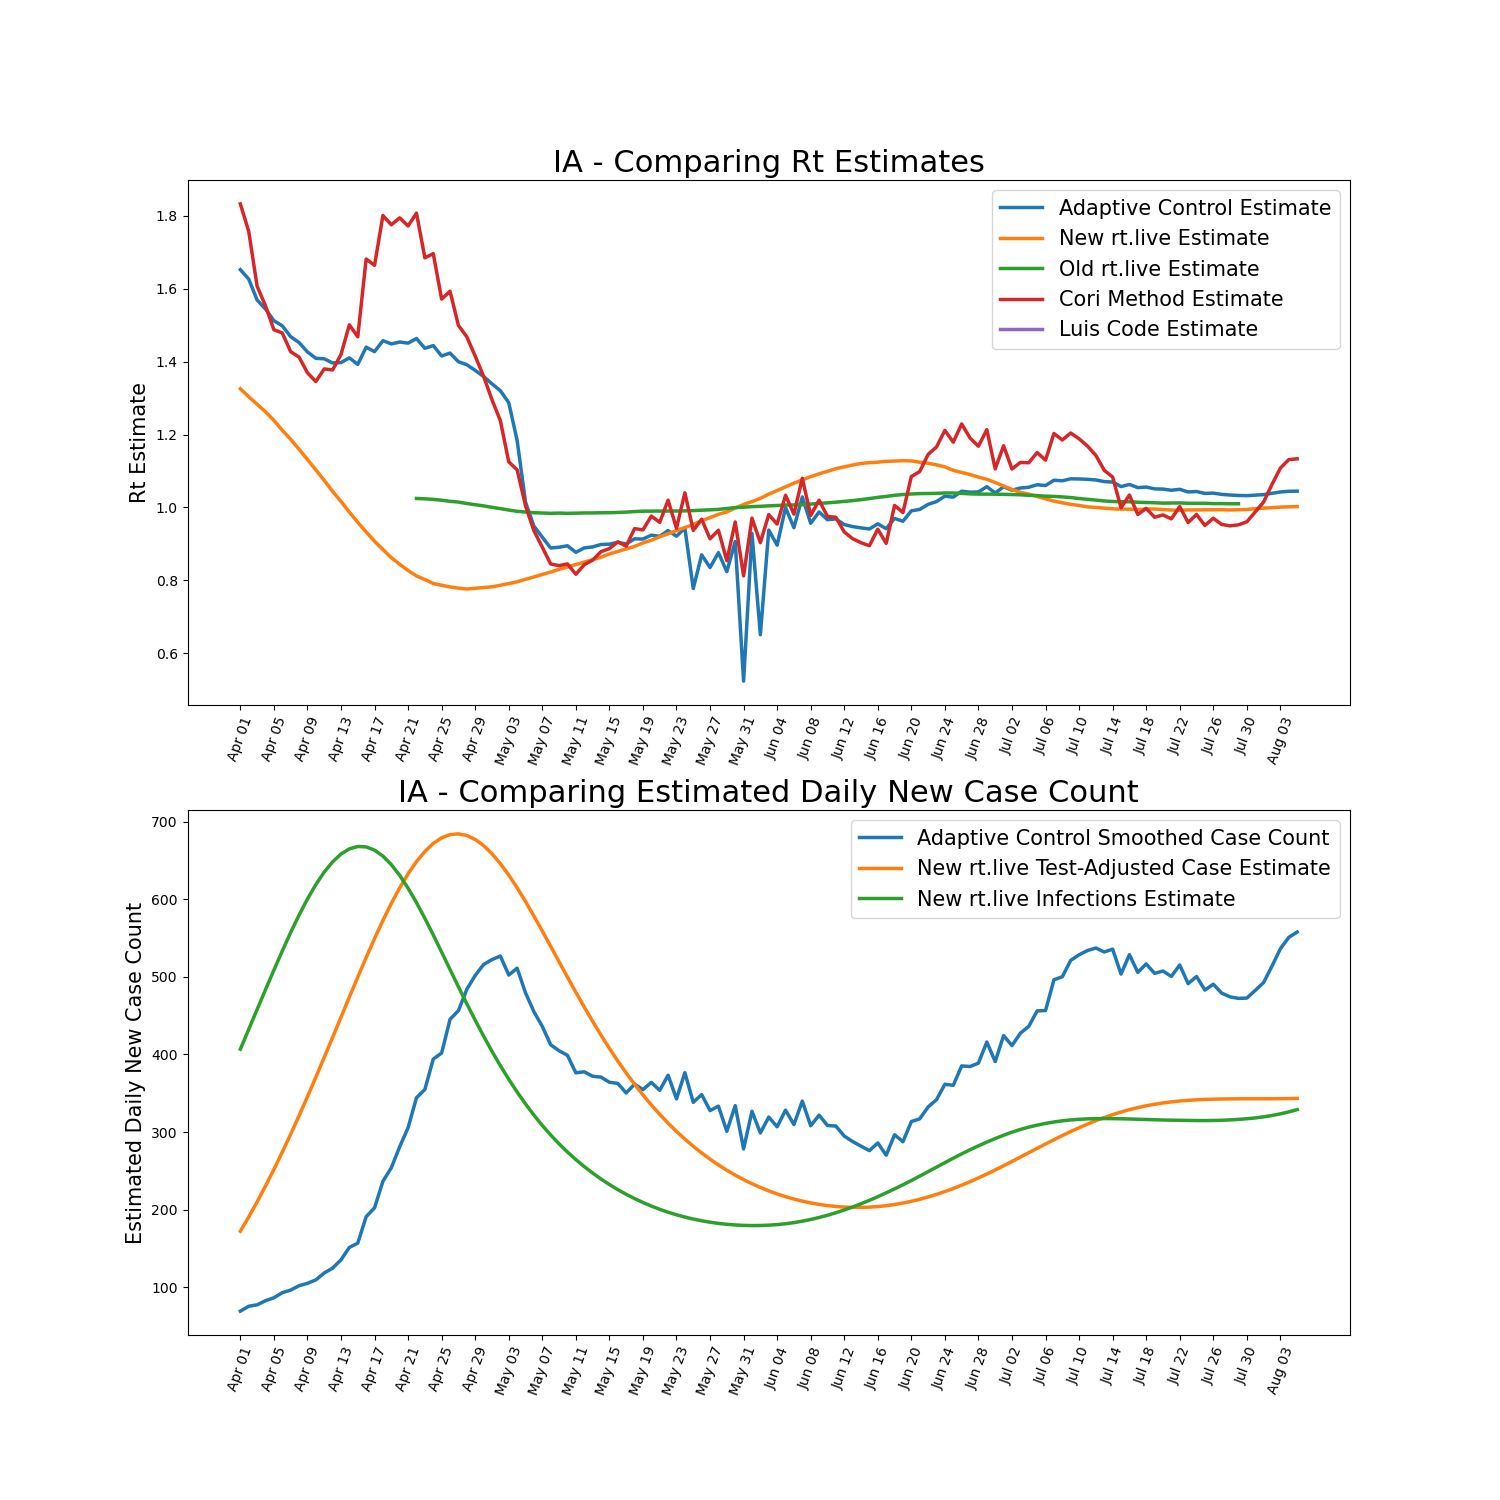 IA - Comparing Rt Estimates
Rt Estimate
1.8
1.6
1.4
1.2
1.0
0.8
0.6
Adaptive Control Estimate
New rt.live Estimate
Old rt.live Estimate
Cori Method Estimate
Luis Code Estimate
Apr 01 Apr 05 Apr 09 Apr 13 Apr 17 Apr 21 Apr 25 Apr 29 May 03 May 07 May 11 May 15 May 19 May 23 May 27 May 31 Jun 04 Jun 08 Jun 12 Jun 16 Jun 20 Jun 24 Jun 28 Jul 02 Jul 06 Jul 10 Jul 14 Jul 18 Jul 22 Jul 26 Jul 30 Aug 03
IA - Comparing Estimated Daily New Case Count
Estimated Daily New Case Count
700
600
500
400
300
200
100
Adaptive Control Smoothed Case Count
New rt.live Test-Adjusted Case Estimate
New rt.live Infections Estimate
Apr 01 Apr 05 Apr 09 Apr 13 Apr 17 Apr 21 Apr 25 Apr 29 May 03 May 07 May 11 May 15 May 19 May 23 May 27 May 31 Jun 04 Jun 08 Jun 12 Jun 16 Jun 20 Jun 24 Jun 28 Jul 02 Jul 06 Jul 10 Jul 14 Jul 18 Jul 22 Jul 26 Jul 30 Aug 03